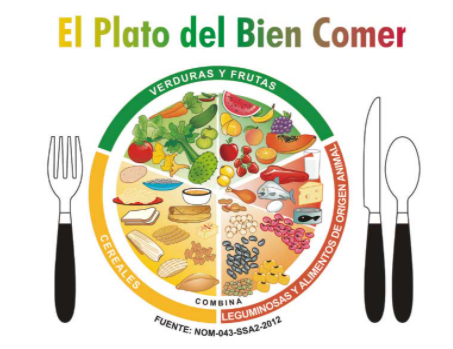 El Plato del Bien Comer
VERDURAS Y FRUTAS
CEREALES
LEGUMINOSAS Y ALIMENTOS DE ORIGEN ANIMAL
COMBINA
FUENTE: NOM-043-SSA2-2012